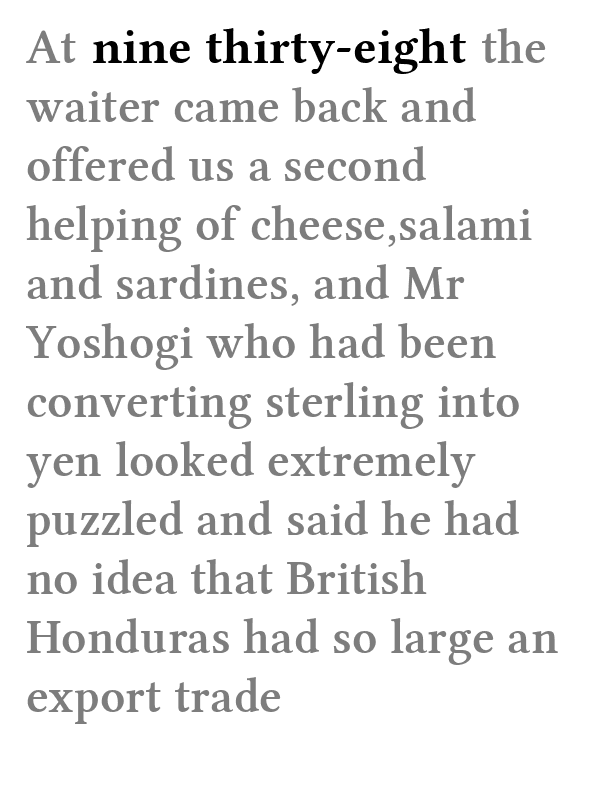 At nine thirty-eight the
waiter came back and
offered us a second
helping of cheese,salami
and sardines, and Mr
Yoshogi who had been
converting sterling into
yen looked extremely
puzzled and said he had
no idea that British
Honduras had so large an
export trade